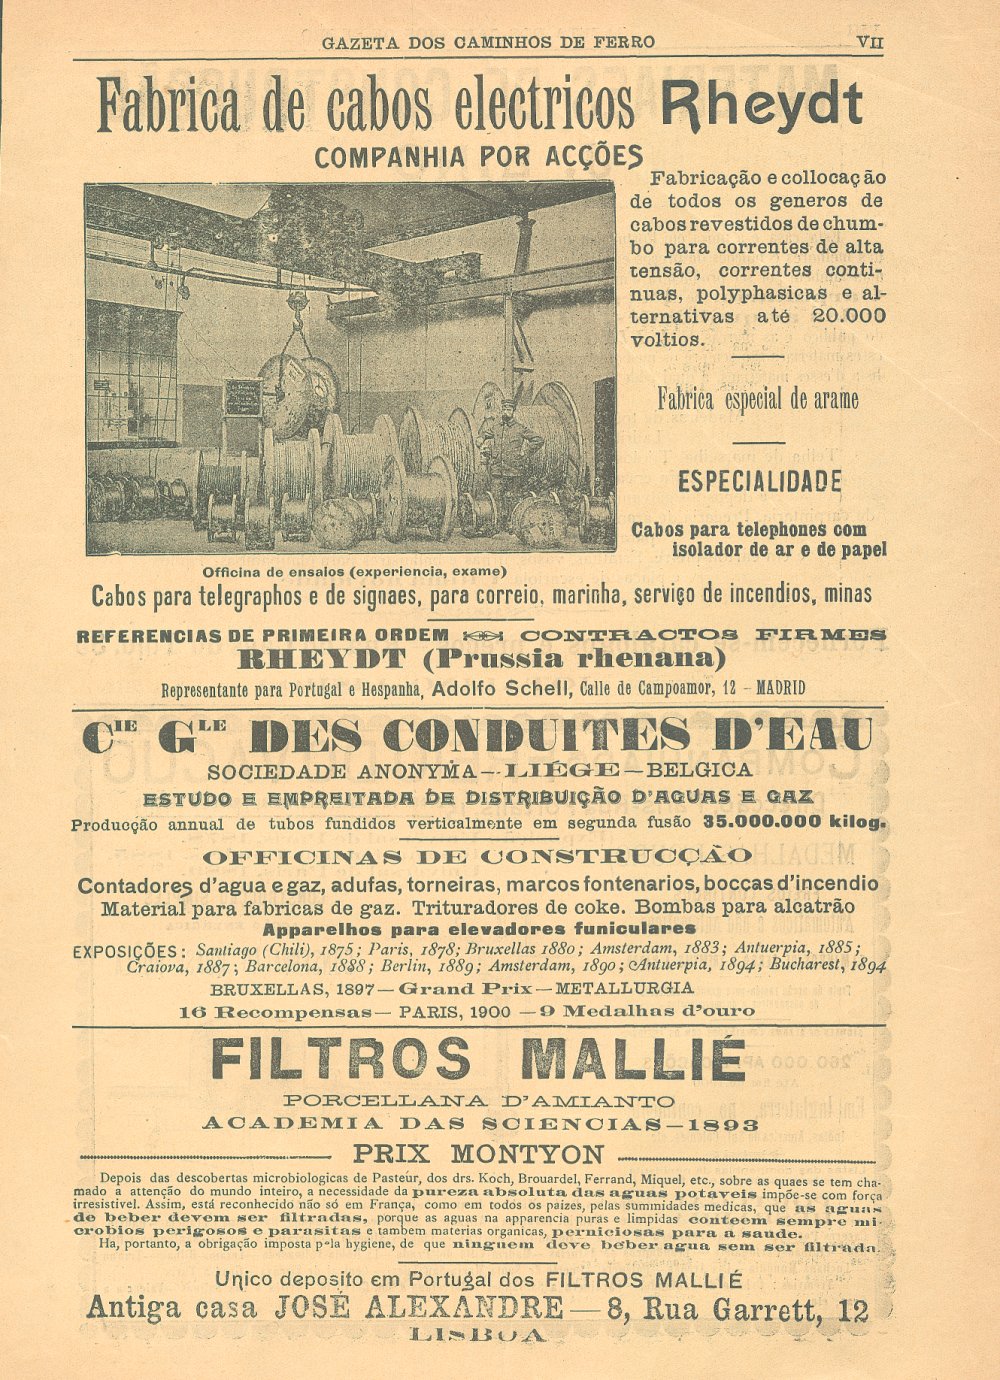 GAZETA DOS CAMINHOS DE FERRO VII
Fabrica de cabos electricos Rheydt
COMPANHIA POR ACÇÕES
Fabricação e collocação
de todos os generos de
cabos revestidos de chum-
bo para correntes de alta
tensão, correntes conti-
nuas, polyphasicas e al-
ternativas até 20.000
voltios.
Fabrica especial de arame
ESPECIALIDADE
Cabos para telephones com
isolador de ar e de papel
Officina de ensaios (experiencia, exame)
Cabos para telegraphos e de signaes, para correio, marinha, serviço de incendios, minas
REFERENCIAS DE PRIMEIRA ORDEM CONTRACTOS FIRMES
RHEYDT (Prussia rhenana)
Representante para Portugal e Hespanha, Adolfo Schell, Calle de Campoamor, 12 - MADRID
CIE GLE DES CONDUITES D'EAU
SOCIEDADE ANONYMA—LIÉGE—BELGICA
ESTUDO E EMPREITADA DE DISTRIBUIÇÃO D'AGUAS E GAZ
Producção annual de tubos fundidos verticalmente em segunda fusão 35.000.000 kilog.
OFFICINAS DE CONSTRUCÇÃO
Contadores d'agua e gaz, adufas, torneiras, marcos fontenarios, boccas d'incendio
Material para fabricas de gaz. Trituradores de coke. Bombas para alcatrão
Apparelhos para elevadores funiculares
EXPOSIÇÕES: Santiago (Chili), 1875; Paris, 1878; Bruxellas 1880; Amsterdam, 1883; Antuerpia, 1885;
Craiova, 1887; Barcelona, 1888; Berlin, 1889; Amsterdam, 1890; Antuerpia, 1894; Bucharest, 1894
BRUXELLAS, 1897—Grand Prix—METALLURGIA
16 Recompensas— PARIS, 1900 —9 Medalhas d'ouro
FILTROS MALLIÉ
PORCELLANA D'AMIANTO
ACADEMIA DAS SCIENCIAS—1893
PRIX MONTYON
Depois das descobertas microbiologicas de Pasteur, dos drs. Koch, Brouardel, Ferrand, Miquel, etc., sobre as quaes se tem cha-
mado a attenção do mundo inteiro, a necessidade da pureza absoluta das aguas potaveis impõe-se com força
irresistivel. Assim, está reconhecido não só em França, como em todos os paizes, pelas summidades medicas, que as aguas
de beber devem ser filtradas, porque as aguas na apparencia puras e limpidas conteem sempre mi-
crobios perigosos e parasitas e tambem materias organicas, perniciosas para a saude.
Ha, portanto, a obrigação imposta pela hygiene, de que ninguem deve beber agua sem ser filtrada.
Unico deposito em Portugal dos FILTROS MALLIÉ
Antiga casa JOSÉ ALEXANDRE—8, Rua Garrett, 12
LISBOA